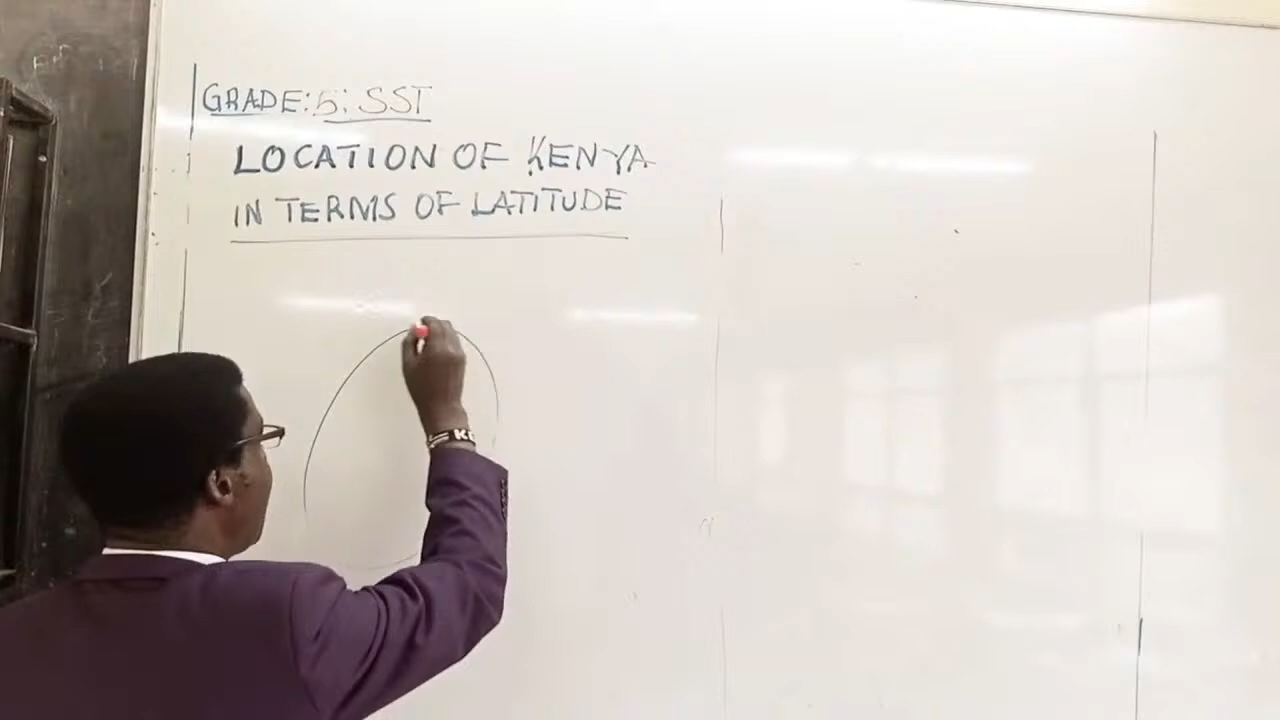 GRADE: 5: SST
LOCATION OF KENYA
IN TERMS OF LATITUDE